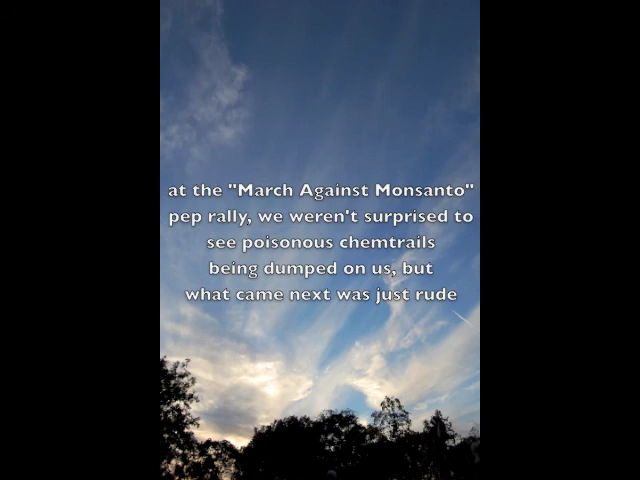 at the "March Against Monsanto"
pep rally, we weren't surprised to
see poisonous chemtrails
being dumped on us, but
what came next was just rude